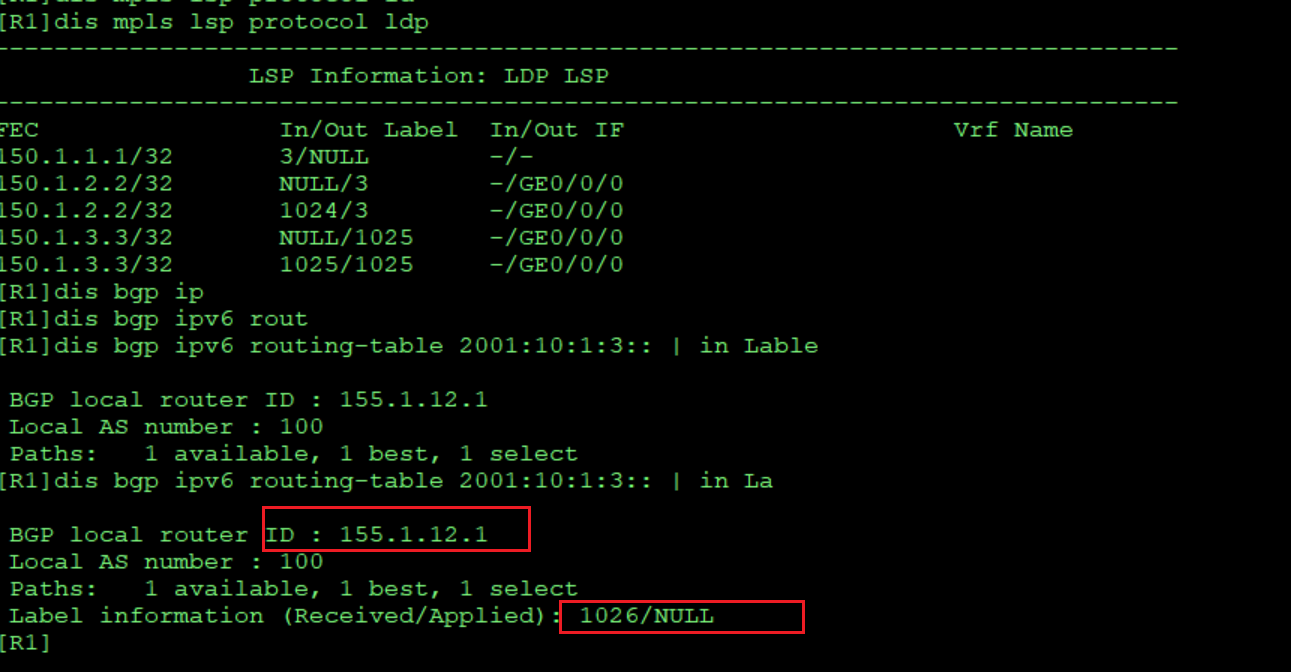 [R1]dis mpls lsp protocol ld
[R1]dis mpls lsp protocol ldp
-------------------------------------------------------------------------------
LSP Information: LDP LSP
-------------------------------------------------------------------------------
FEC In/Out Label In/Out IF Vrf Name
150.1.1.1/32 3/NULL -/-
150.1.2.2/32 NULL/3 -/GE0/0/0
150.1.2.2/32 1024/3 -/GE0/0/0
150.1.3.3/32 NULL/1025 -/GE0/0/0
150.1.3.3/32 1025/1025 -/GE0/0/0
[R1]dis bgp ip
[R1]dis bgp ipv6 rout
[R1]dis bgp ipv6 routing-table 2001:10:1:3:: | in Lable
BGP local router ID : 155.1.12.1
Local AS number : 100
Paths: 1 available, 1 best, 1 select
[R1]dis bgp ipv6 routing-table 2001:10:1:3:: | in La
BGP local router ID : 155.1.12.1
Local AS number : 100
Paths: 1 available, 1 best, 1 select
Label information (Received/Applied): 1026/NULL
[R1]